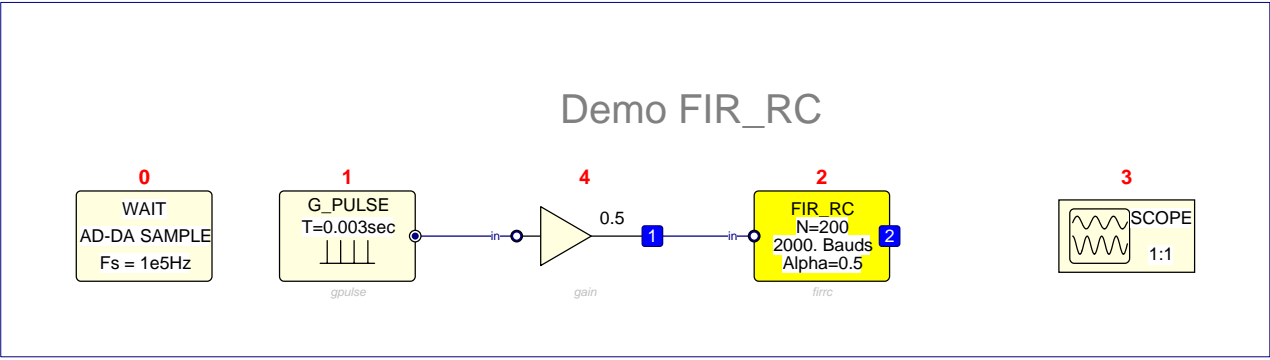 Demo FIR_RC
0
1
4
2
3
WAIT
AD-DA SAMPLE
Fs = 1e5Hz
G_PULSE
T=0.003sec
gpulse
in
0.5
1
gain
in
FIR_RC
N=200
2000. Bauds
Alpha=0.5
2
firrc
SCOPE
1:1